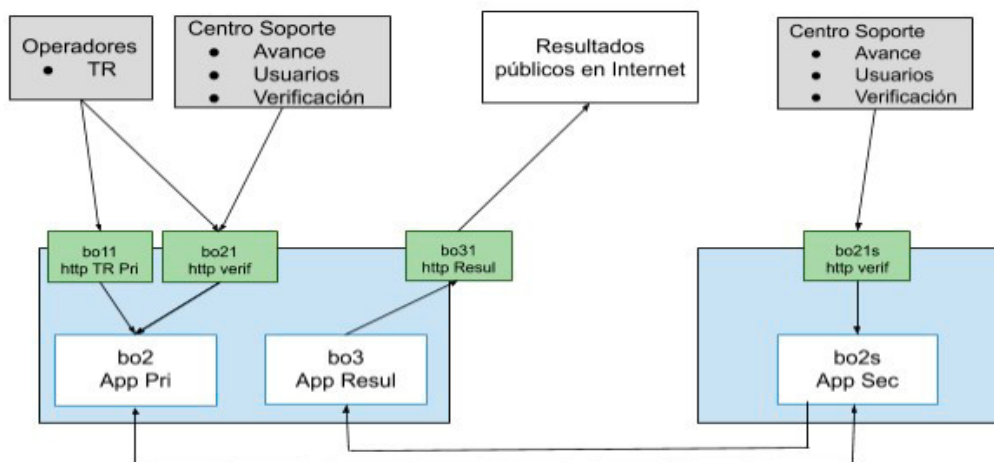 Operadores
● TR
Centro Soporte
● Avance
● Usuarios
● Verificación
Resultados
públicos en Internet
Centro Soporte
● Avance
● Usuarios
● Verificación
bo11
http TR Pri
bo21
http verif
bo31
http Resul
bo21s
http verif
bo2
App Pri
bo3
App Resul
bo2s
App Sec